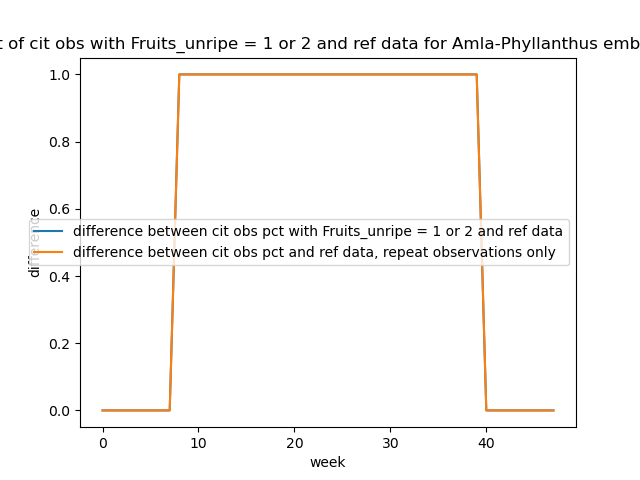 t of cit obs with Fruits_unripe = 1 or 2 and ref data for Amla-Phyllanthus emb
1.0
0.8
0.6
0.4
0.2
0.0
difference
difference between cit obs pct with Fruits_unripe = 1 or 2 and ref data
difference between cit obs pct and ref data, repeat observations only
0 10 20 30 40
week